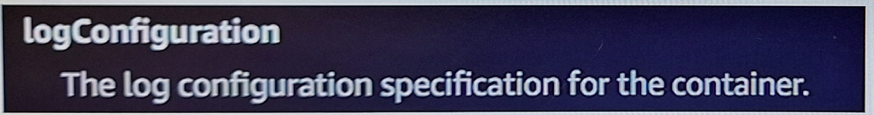 logConfiguration
The log configuration specification for the container.